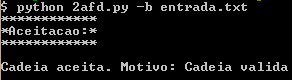 $ python 2afd.py -b entrada.txt
************
*Aceitacao:*
************
Cadeia aceita. Motivo: Cadeia valida